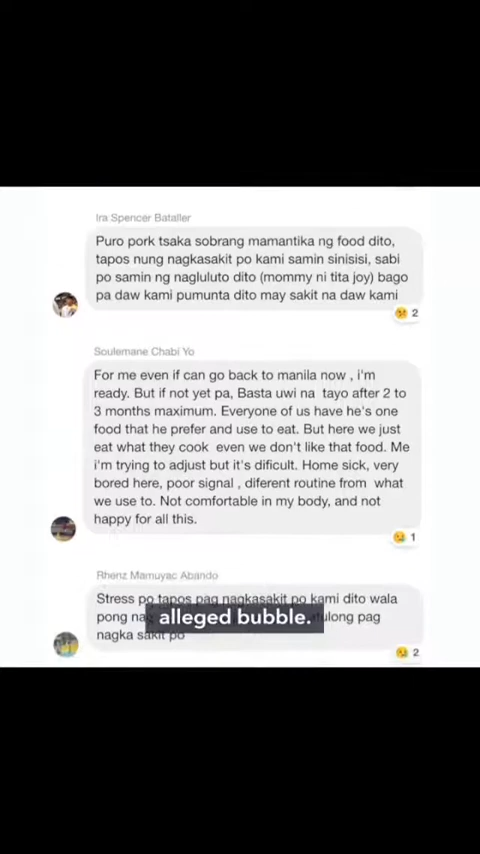 Ira Spencer Bataller
Puro pork tsaka sobrang mamantika ng food dito,
tapos nung nagkasakit po kami samin sinisisi, sabi
po samin ng nagluluto dito (mommy ni tita joy) bago
pa daw kami pumunta dito may sakit na daw kami
2
Soulemane Chabi Yo
For me even if can go back to manila now , i'm
ready. But if not yet pa, Basta uwi na tayo after 2 to
3 months maximum. Everyone of us have he's one
food that he prefer and use to eat. But here we just
eat what they cook even we don't like that food. Me
i'm trying to adjust but it's dificult. Home sick, very
bored here, poor signal , diferent routine from what
we use to. Not comfortable in my body, and not
happy for all this.
1
Rhenz Mamuyac Abando
Stress po tapos pag nagkasakit po kami dito wala
pong
alleged bubble.
pag
nagka sakit po
2